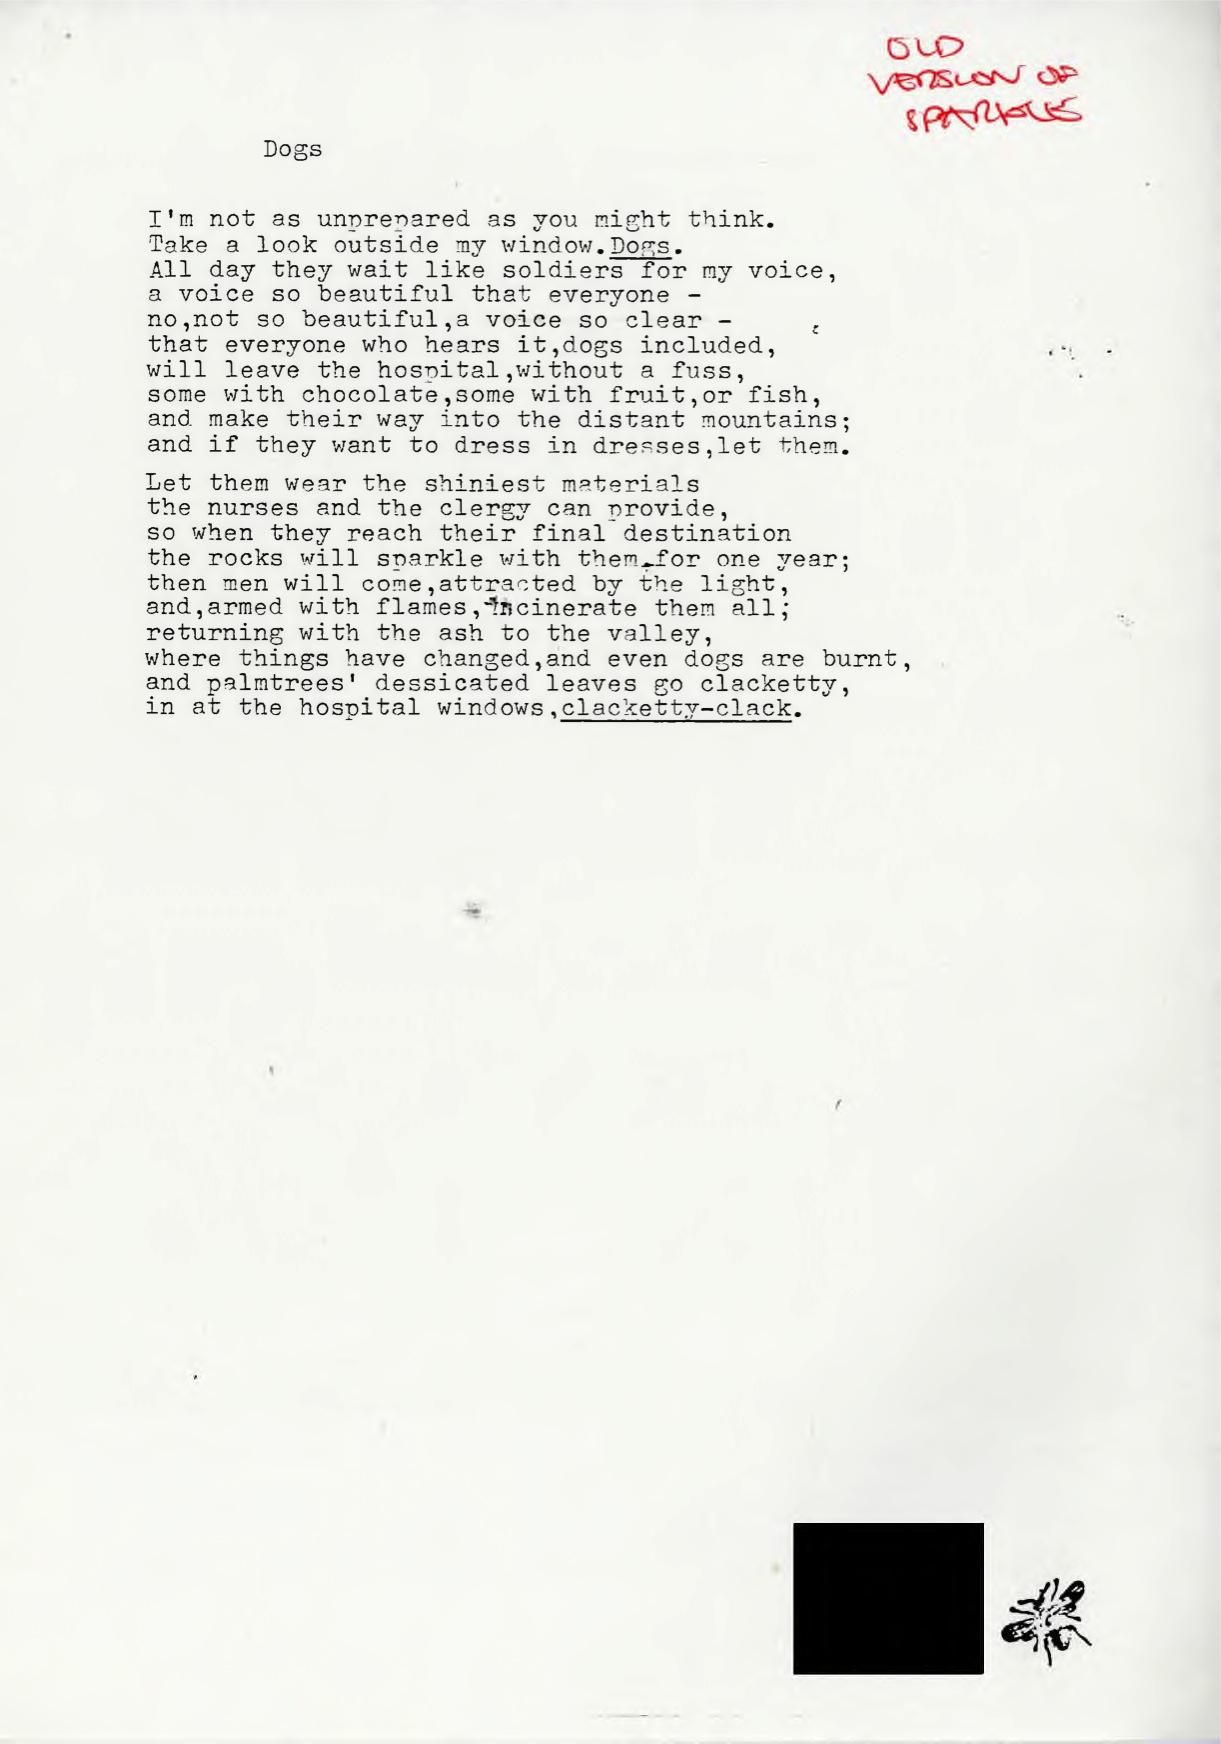 OLD
VERSION OF
SPARKLE
Dogs
I'm not as unprepared as you might think.
Take a look outside my window.Dogs.
All day they wait like soldiers for my voice,
a voice so beautiful that everyone -
no,not so beautiful,a voice so clear -
that everyone who hears it,dogs included,
will leave the hospital,without a fuss,
some with chocolate,some with fruit,or fish,
and make their way into the distant mountains;
and if they want to dress in dresses,let them.
Let them wear the shiniest materials
the nurses and the clergy can provide,
so when they reach their final destination
the rocks will sparkle with them for one year;
then men will come,attracted by the light,
and,armed with flames,incinerate them all;
returning with the ash to the valley,
where things have changed,and even dogs are burnt,
and palmtrees' dessicated leaves go clacketty,
in at the hospital windows,clacketty-clack.